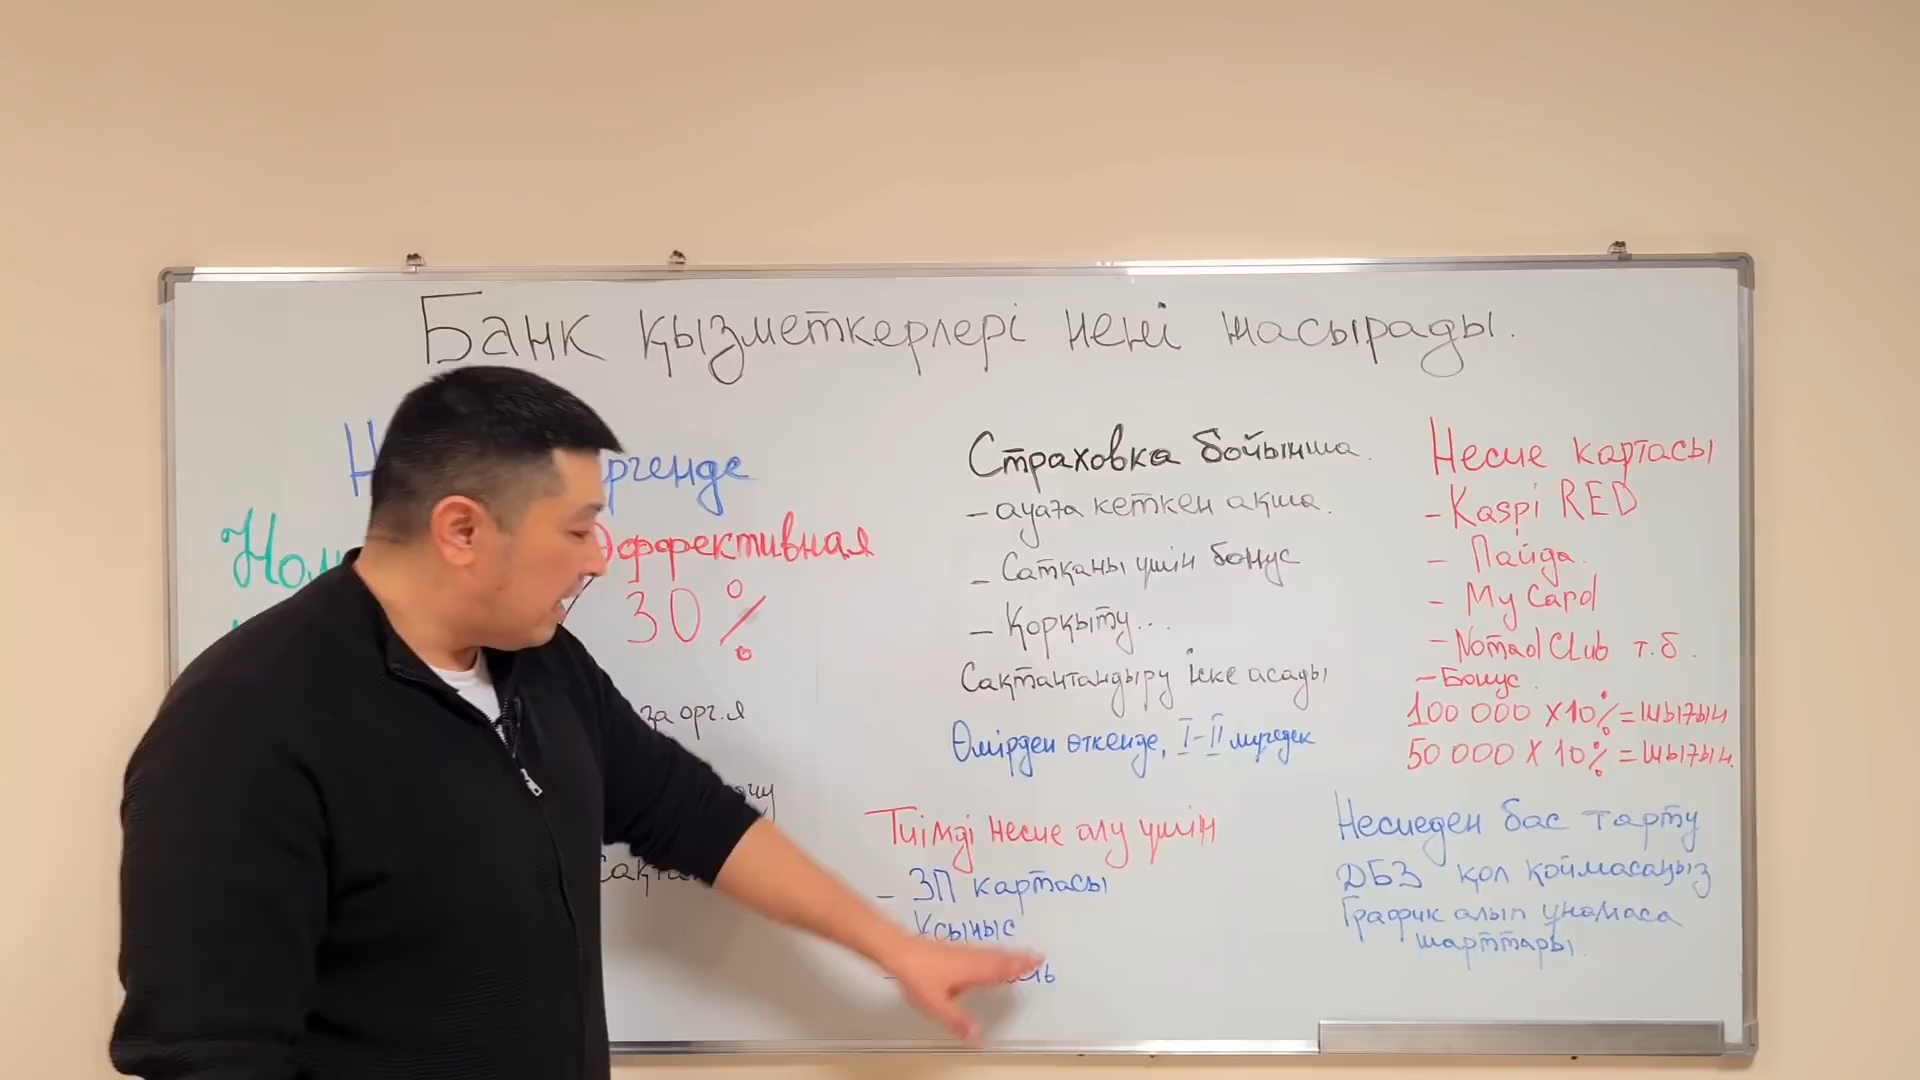 Банк қызметкерлері нені жасырады.
Эффективная
30%
за орг.я
Страховка бойынша.
- ауаға кеткен ақша.
- Сатқаны үшін бонус
- Қорқыту...
Сақтантандыру іске асады
Өмірден өткенде, I-II мүгедек
Тиімді несие алу үшін
- ЗП картасы
Ұсыныс
Несие картасы
- Kaspi RED
- Пайда.
- My Card
- Nomad Club т.б.
- Бонус.
100 000 х 10% = шығын
50 000 х 10% = шығын.
Несиеден бас тарту
ДБЗ қол қоймасаңыз
График алып ұнамаса
шарттары.